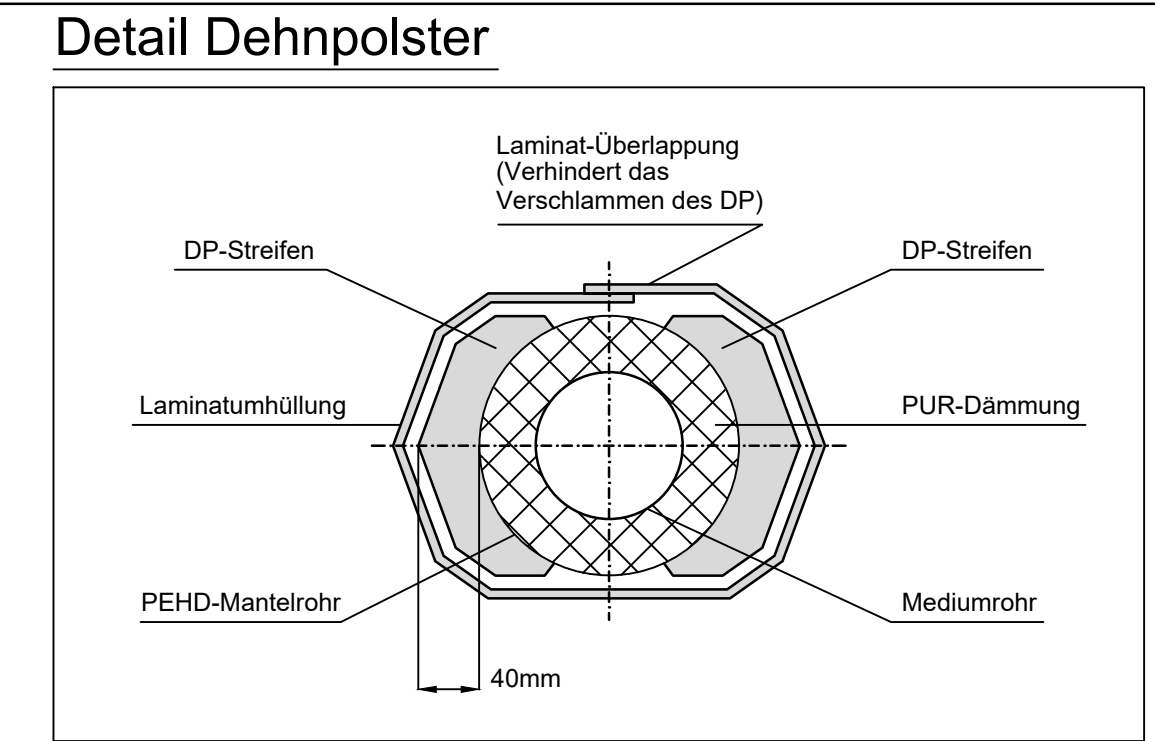 Detail Dehnpolster
Laminat-Überlappung
(Verhindert das
Verschlammen des DP)
DP-Streifen
DP-Streifen
Laminatumhüllung
PUR-Dämmung
PEHD-Mantelrohr
Mediumrohr
40mm